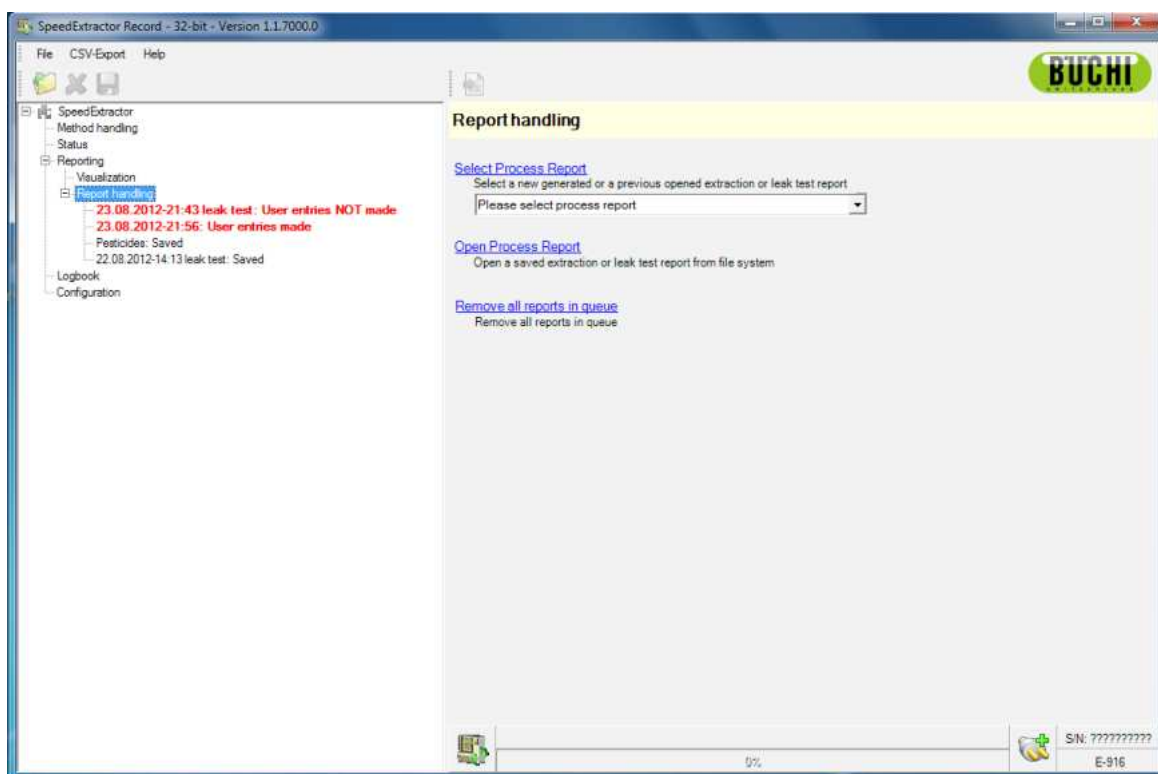 SpeedExtractor Record - 32-bit - Version 1.1.7000.0
File CSV-Export Help
BUCHI
SpeedExtractor
Method handling
Status
Reporting
Visualization
Report handling
23.08.2012-21:43 leak test: User entries NOT made
23.08.2012-21:56: User entries made
Pesticides: Saved
22.08.2012-14:13 leak test: Saved
Logbook
Configuration
Report handling
Select Process Report
Select a new generated or a previous opened extraction or leak test report
Please select process report
Open Process Report
Open a saved extraction or leak test report from file system
Remove all reports in queue
Remove all reports in queue
0%
S/N: ??????????
E-916